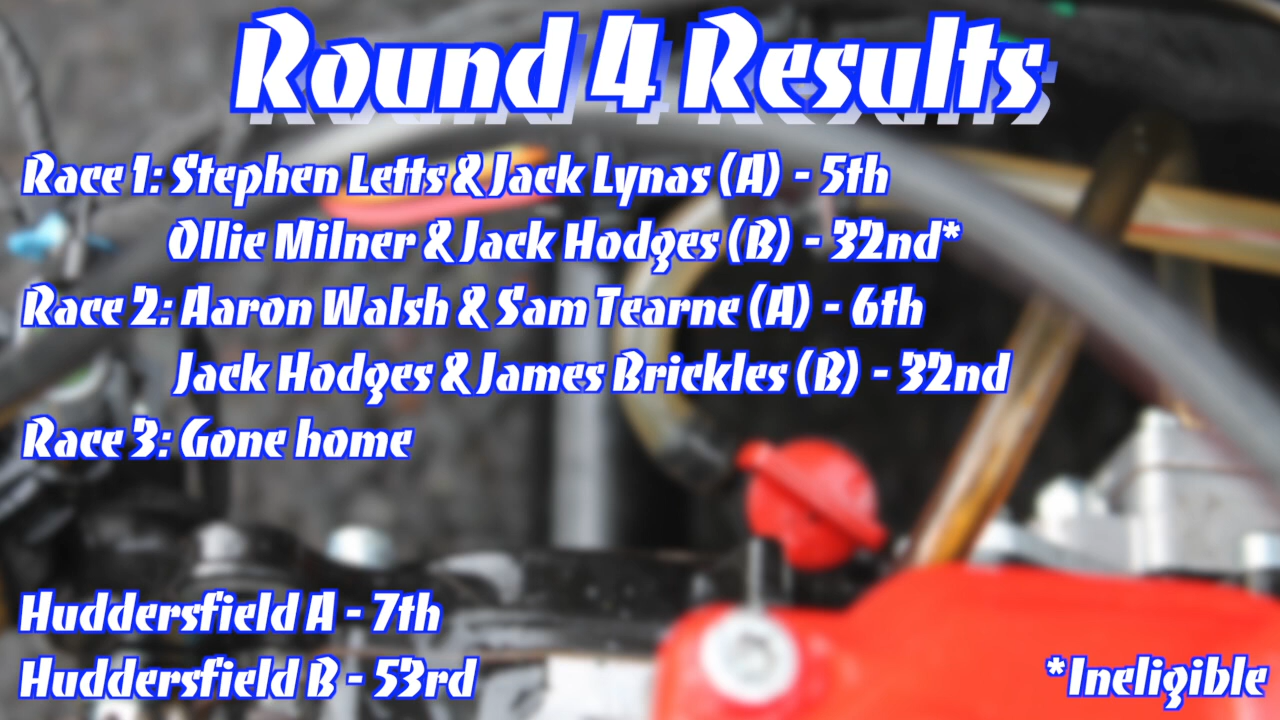 Round 4 Results
Race 1: Stephen Letts & Jack Lynas (A) - 5th
Ollie Milner & Jack Hodges (B) - 32nd*
Race 2: Aaron Walsh & Sam Tearne (A) - 6th
Jack Hodges & James Brickles (B) - 32nd
Race 3: Gone home
Huddersfield A - 7th
Huddersfield B - 53rd
*Ineligible